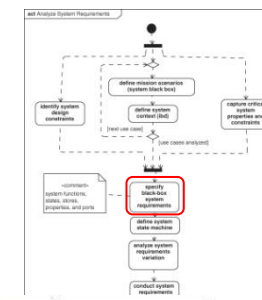 act Analyze System Requirements
define mission scenarios
(system black box)
identify system
design
constraints
define system
context (ibd)
capture critical
system
properties and
constraints
[next use case]
[use cases analyzed]
«comment»
system functions,
states, stores,
properties, and ports
specify
black-box
system
requirements
define system
state machine
analyze system
requirements
variation
conduct system
requirements